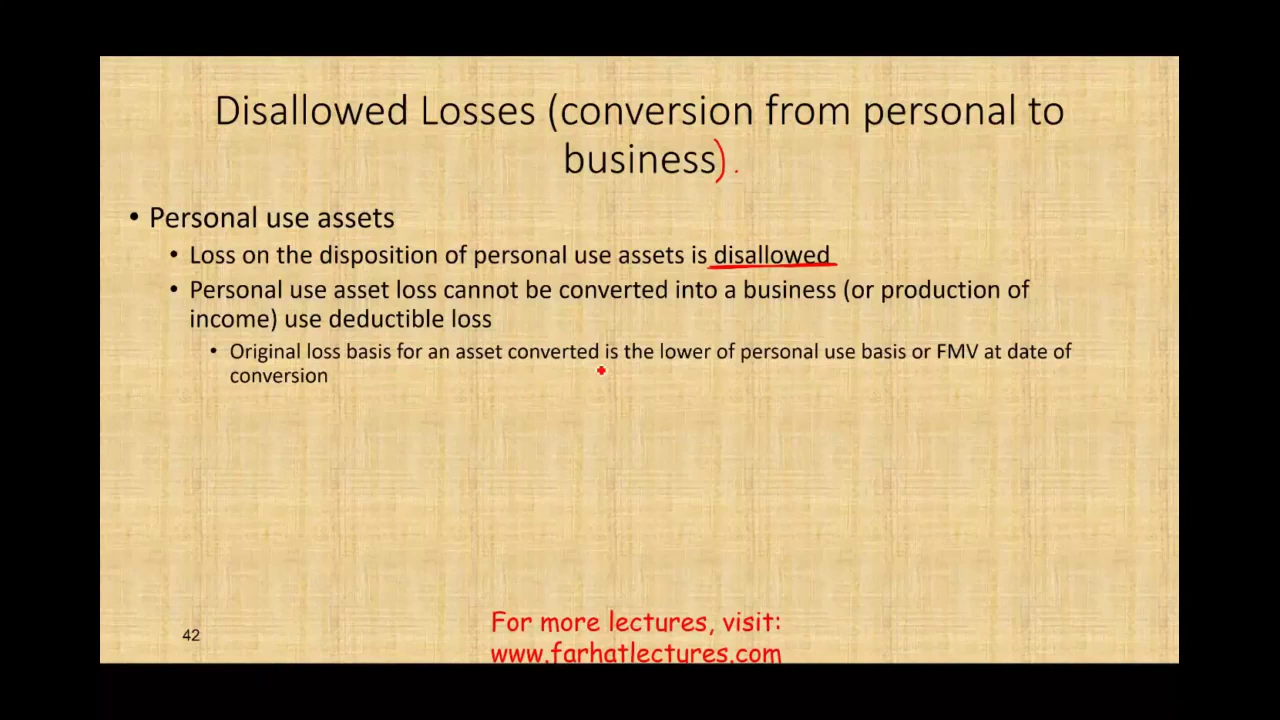 Disallowed Losses (conversion from personal to
business).
• Personal use assets
• Loss on the disposition of personal use assets is disallowed
• Personal use asset loss cannot be converted into a business (or production of
income) use deductible loss
• Original loss basis for an asset converted is the lower of personal use basis or FMV at date of
conversion
42
For more lectures, visit:
www.farhatlectures.com